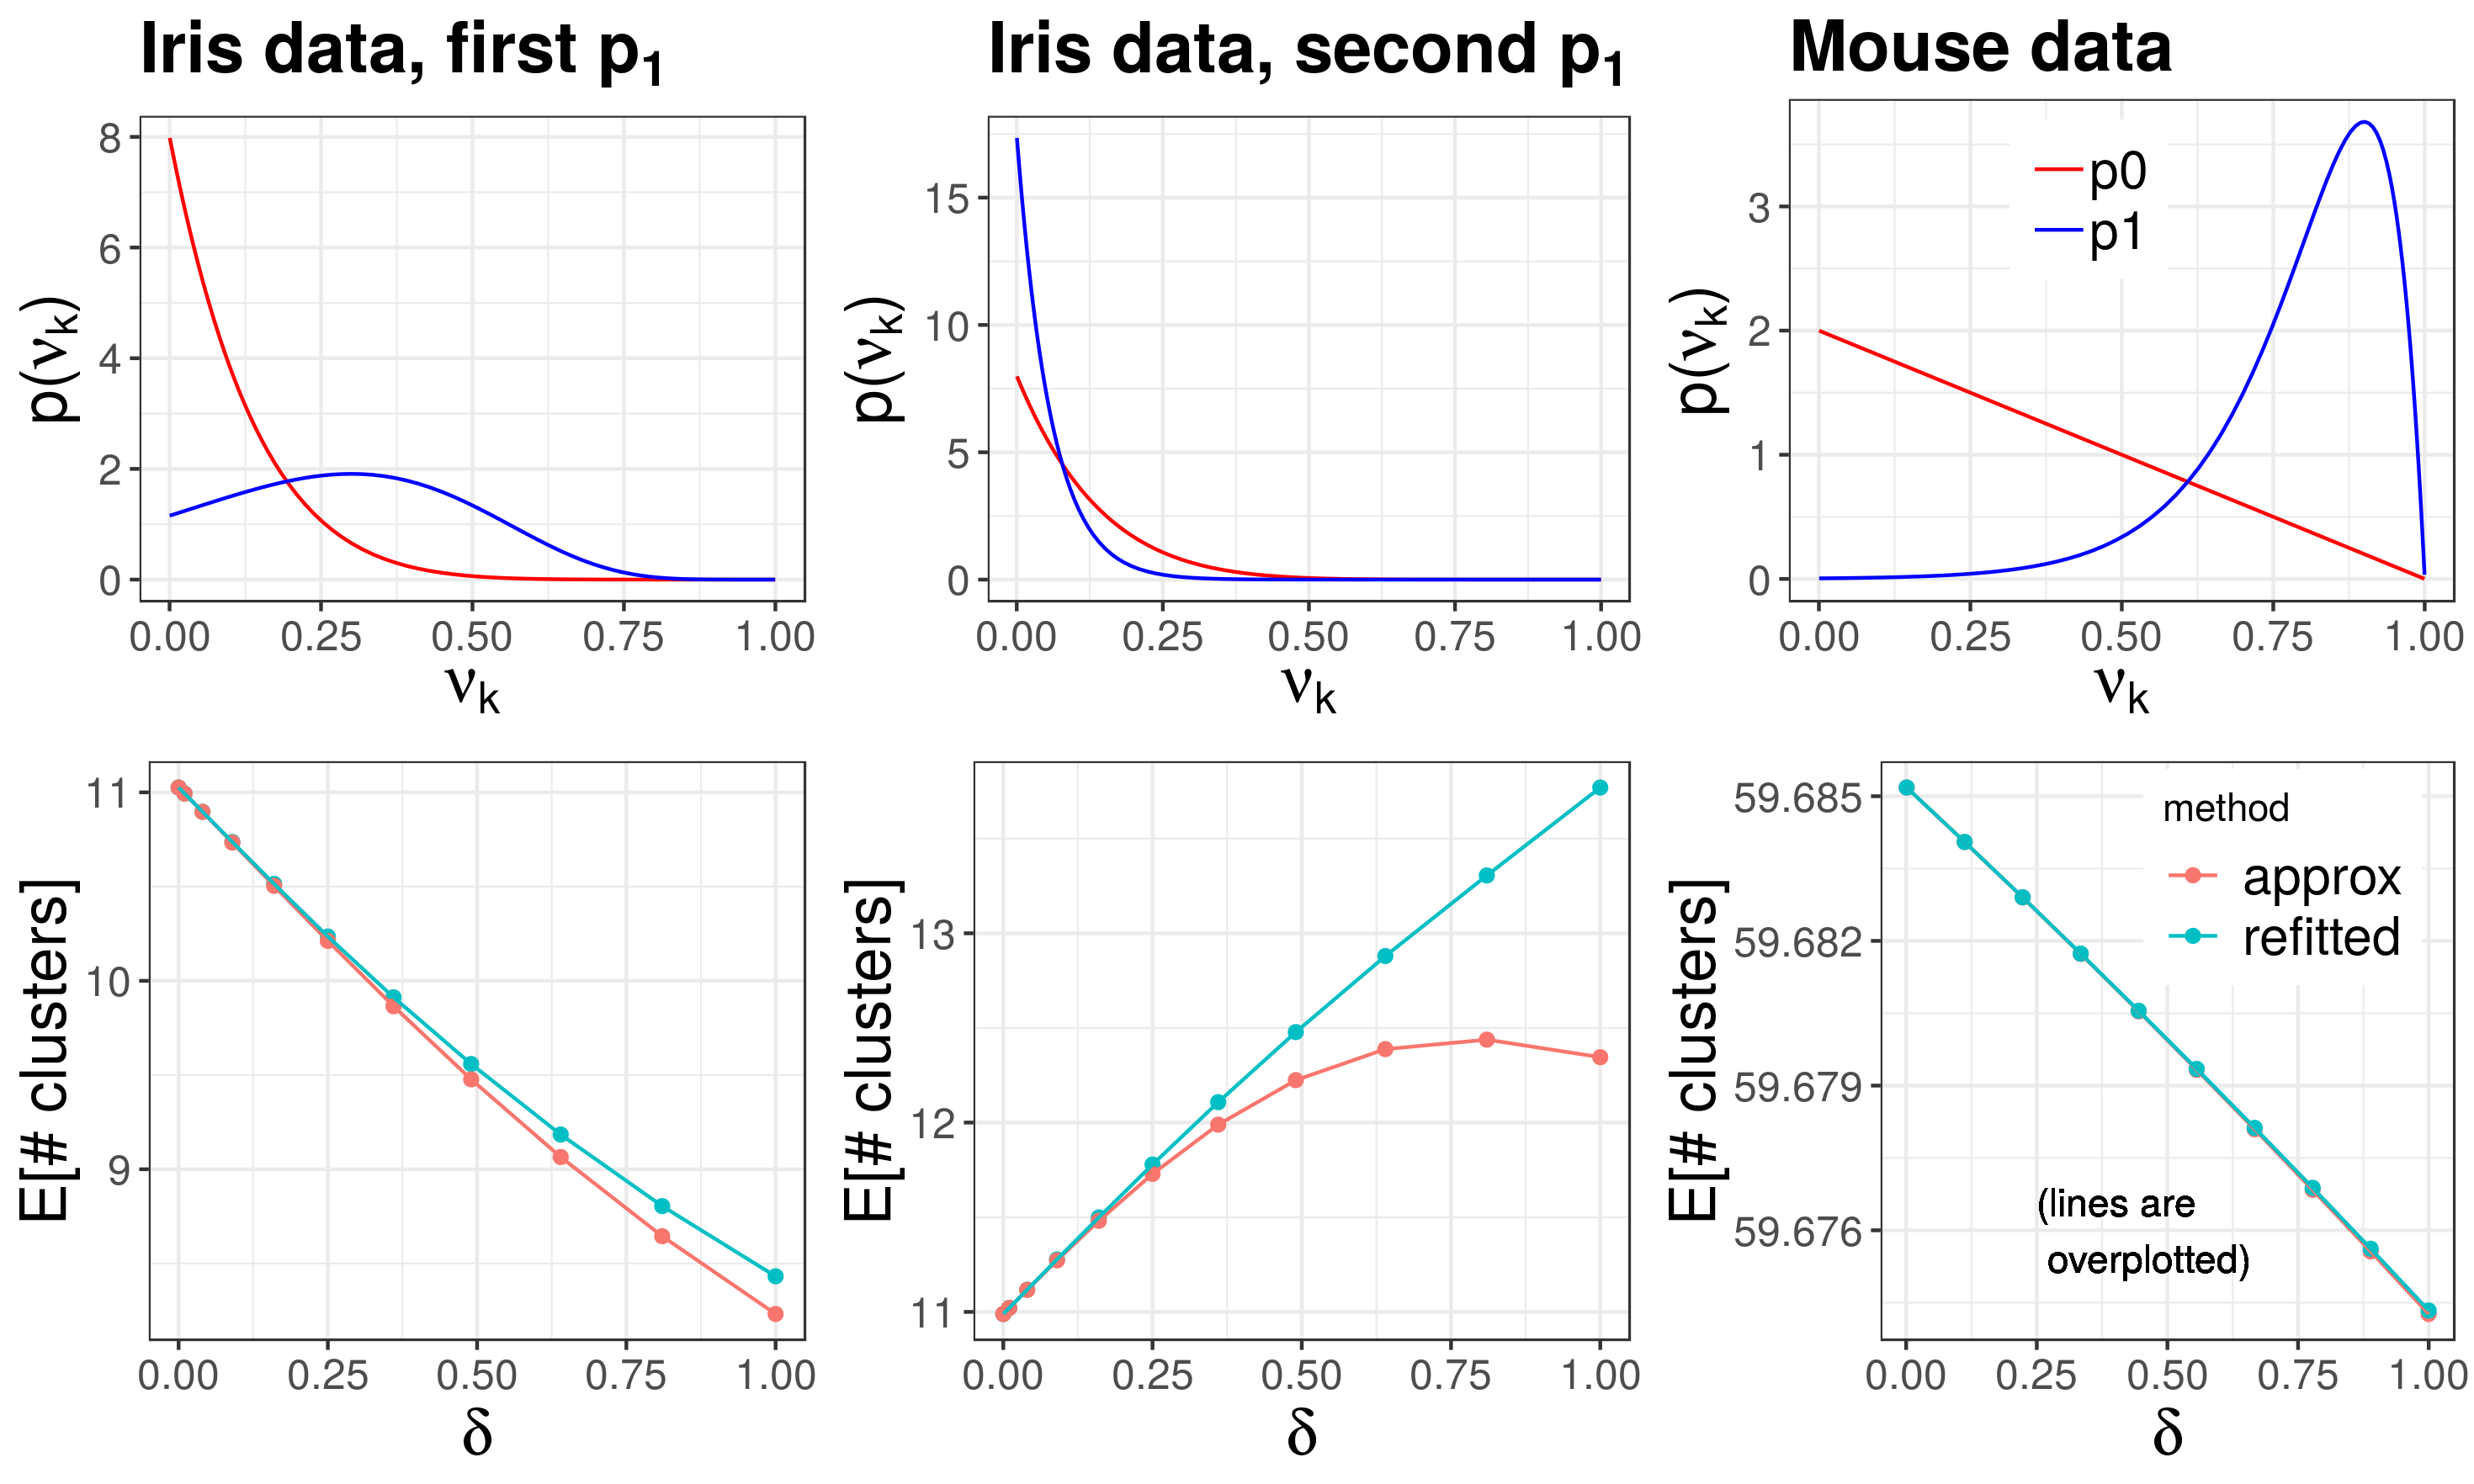 Iris data, first p1
8
6
4
2
0
p(νk)
0.00 0.25 0.50 0.75 1.00
νk
Iris data, second p1
15
10
5
0
p(νk)
0.00 0.25 0.50 0.75 1.00
νk
Mouse data
3
2
1
0
p(νk)
p0
p1
0.00 0.25 0.50 0.75 1.00
νk
11
10
9
E[# clusters]
0.00 0.25 0.50 0.75 1.00
δ
13
12
11
E[# clusters]
0.00 0.25 0.50 0.75 1.00
δ
59.685
59.682
59.679
59.676
E[# clusters]
method
approx
refitted
(lines are
overplotted)
0.00 0.25 0.50 0.75 1.00
δ